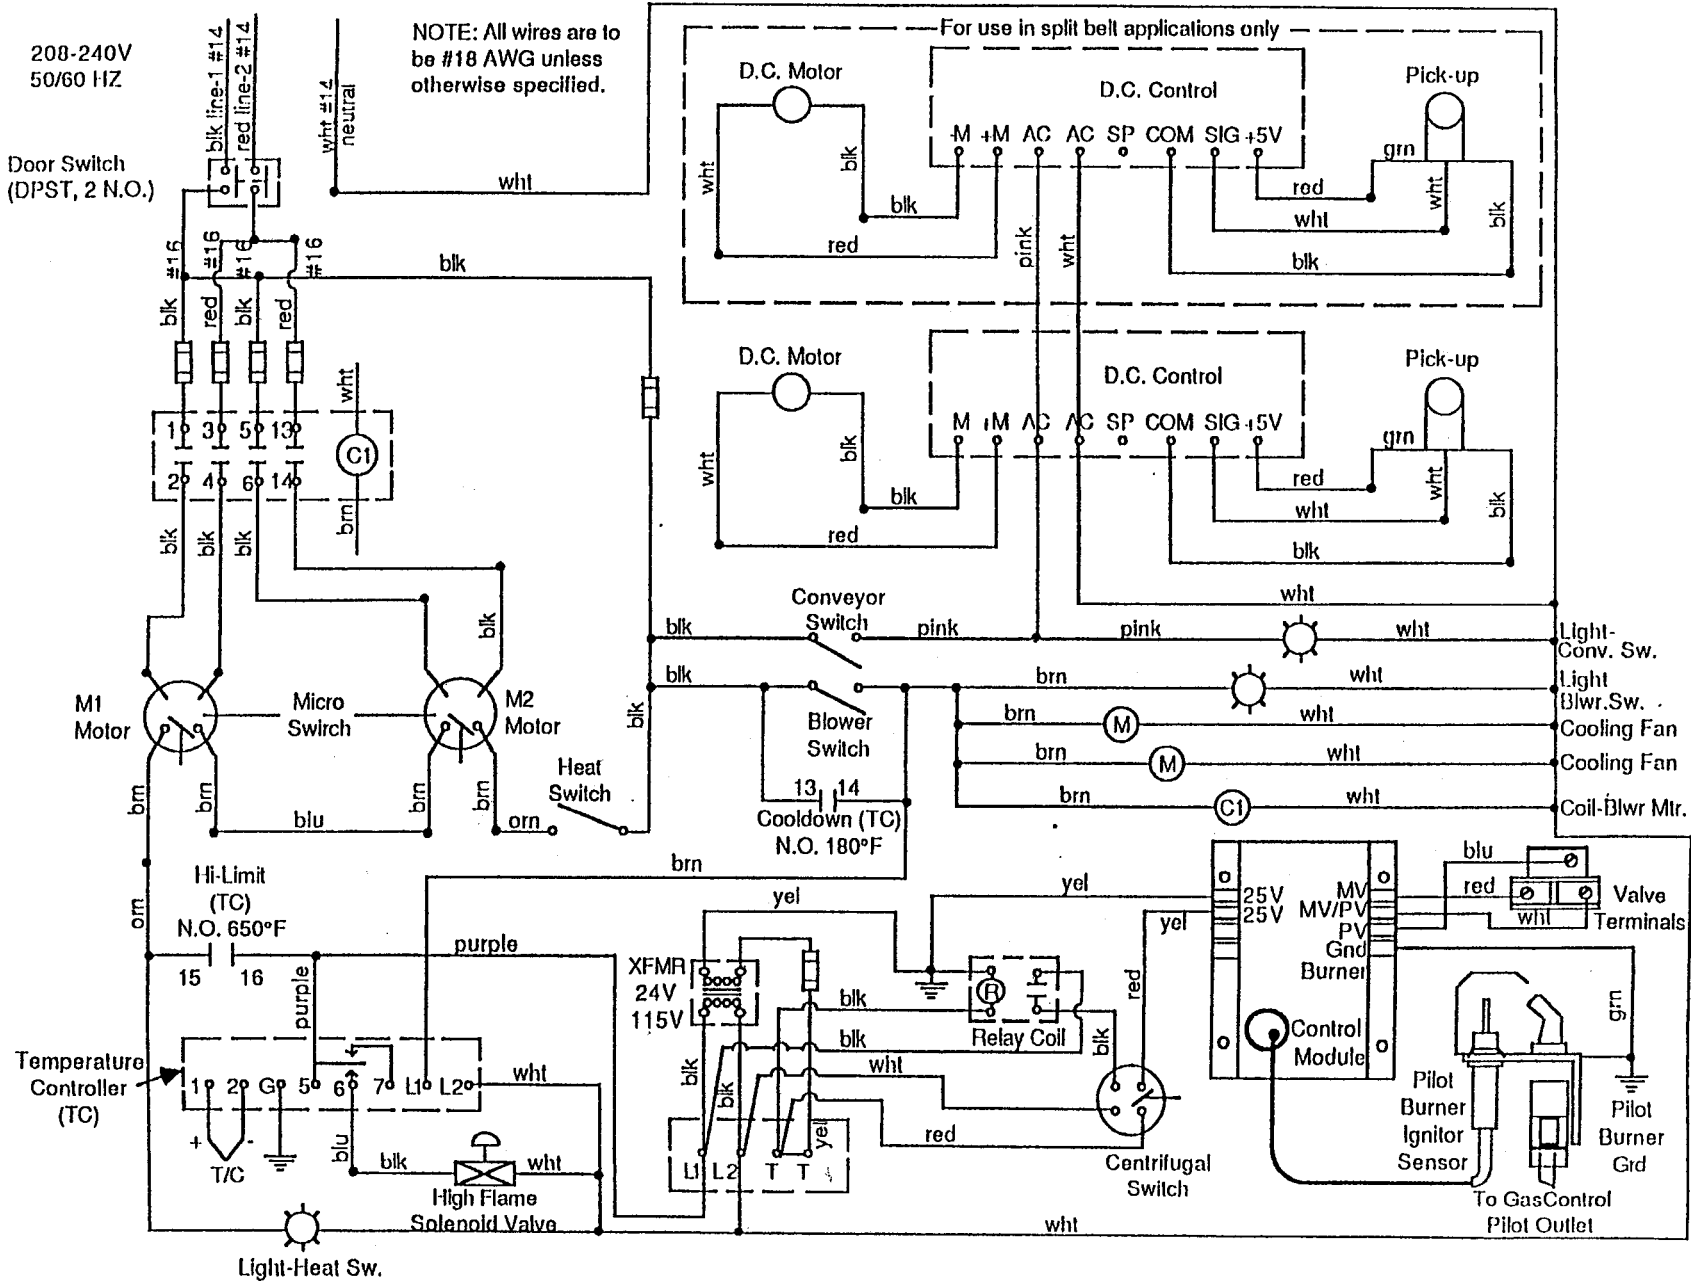 208-240V
50/60 HZ
blk line-1 #14
red line-2 #14
wht #14
neutral
NOTE: All wires are to
be #18 AWG unless
otherwise specified.
Door Switch
(DPST, 2 N.O.)
wht
#16
#16
#16
#16
blk
blk
red
blk
red
wht
1
3
5
13
C1
2
4
6
14
brn
blk
blk
blk
blk
For use in split belt applications only
D.C. Motor
D.C. Control
Pick-up
-M +M AC AC SP COM SIG +5V
wht
blk
blk
red
pink
wht
grn
red
wht
wht
blk
blk
D.C. Motor
D.C. Control
Pick-up
M +M AC AC SP COM SIG +5V
wht
blk
blk
red
grn
red
wht
wht
blk
blk
wht
Conveyor
Switch
blk
pink
pink
wht
Light-
Conv. Sw.
blk
Blower
Switch
brn
wht
Light
Blwr.Sw.
brn
M
wht
Cooling Fan
brn
M
wht
Cooling Fan
brn
C1
wht
Coil-Blwr Mtr.
13 14
Cooldown (TC)
N.O. 180°F
M1
Motor
Micro
Swirch
M2
Motor
blk
Heat
Switch
brn
brn
brn
brn
blu
orn
brn
Hi-Limit
(TC)
N.O. 650°F
orn
15 16
purple
purple
Temperature
Controller
(TC)
1 2 G 5 6 7 L1 L2
wht
+ -
T/C
blu
blk
wht
High Flame
Solenoid Valve
Light-Heat Sw.
yel
yel
yel
XFMR
24V
115V
blk
blk
yel
L1 L2 T T
blk
blk
wht
red
R
Relay Coil
blk
red
Centrifugal
Switch
wht
25V
25V
MV
MV/PV
PV
Gnd
Burner
Control
Module
blu
red
wht
Valve
Terminals
grn
Pilot
Burner
Ignitor
Sensor
Pilot
Burner
Grd
To GasControl
Pilot Outlet